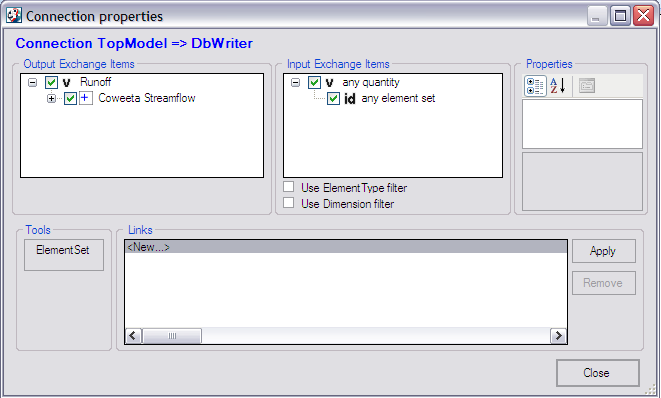 Connection properties
Connection TopModel => DbWriter
Output Exchange Items
v Runoff
Coweeta Streamflow
Input Exchange Items
v any quantity
id any element set
Use ElementType filter
Use Dimension filter
Properties
A
Z
Tools
ElementSet
Links
<New...>
Apply
Remove
Close